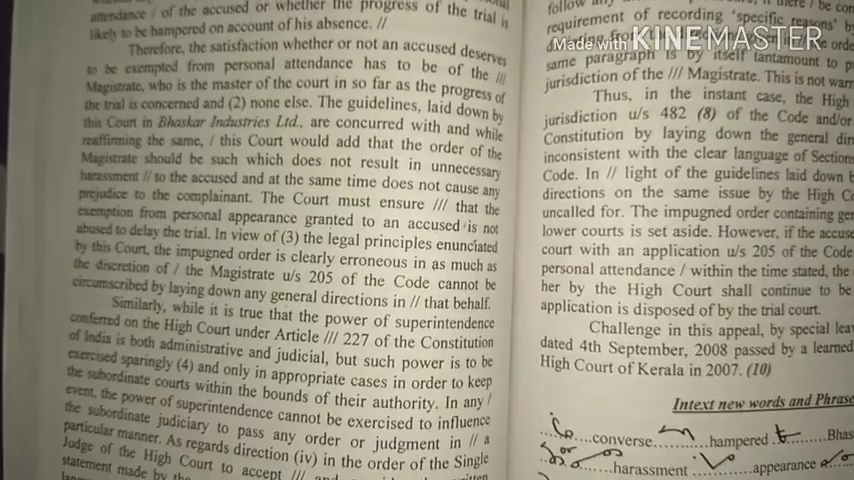 attendance / of the accused or whether the progress of the trial is
likely to be hampered on account of his absence. //
Therefore, the satisfaction whether or not an accused deserves
to be exempted from personal attendance has to be of the ///
Magistrate, who is the master of the court in so far as the progress of
the trial is concerned and (2) none else. The guidelines, laid down by
this Court in Bhaskar Industries Ltd., are concurred with and while
reaffirming the same, / this Court would add that the order of the
Magistrate should be such which does not result in unnecessary
harassment // to the accused and at the same time does not cause any
prejudice to the complainant. The Court must ensure /// that the
exemption from personal appearance granted to an accused is not
abused to delay the trial. In view of (3) the legal principles enunciated
by this Court, the impugned order is clearly erroneous in as much as
the discretion of / the Magistrate u/s 205 of the Code cannot be
circumscribed by laying down any general directions in // that behalf.
Similarly, while it is true that the power of superintendence
conferred on the High Court under Article /// 227 of the Constitution
of India is both administrative and judicial, but such power is to be
exercised sparingly (4) and only in appropriate cases in order to keep
the subordinate courts within the bounds of their authority. In any /
event, the power of superintendence cannot be exercised to influence
the subordinate judiciary to pass any order or judgment in // a
particular manner. As regards direction (iv) in the order of the Single
Judge of the High Court to accept /// and
statement made by the
follow any
requirement of recording 'specific reasons' by
Made with KINEMASTER
same paragraph is by itself tantamount to
jurisdiction of the /// Magistrate. This is not
Thus, in the instant case, the High
jurisdiction u/s 482 (8) of the Code and/or
Constitution by laying down the general
inconsistent with the clear language of
Code. In // light of the guidelines laid down
directions on the same issue by the High
uncalled for. The impugned order containing
lower courts is set aside. However, if the
court with an application u/s 205 of the Code
personal attendance / within the time stated, the
her by the High Court shall continue to be
application is disposed of by the trial court.
Challenge in this appeal, by special
dated 4th September, 2008 passed by a learned
High Court of Kerala in 2007. (10)
Intext new words and Phrase
converse hampered
harassment appearance